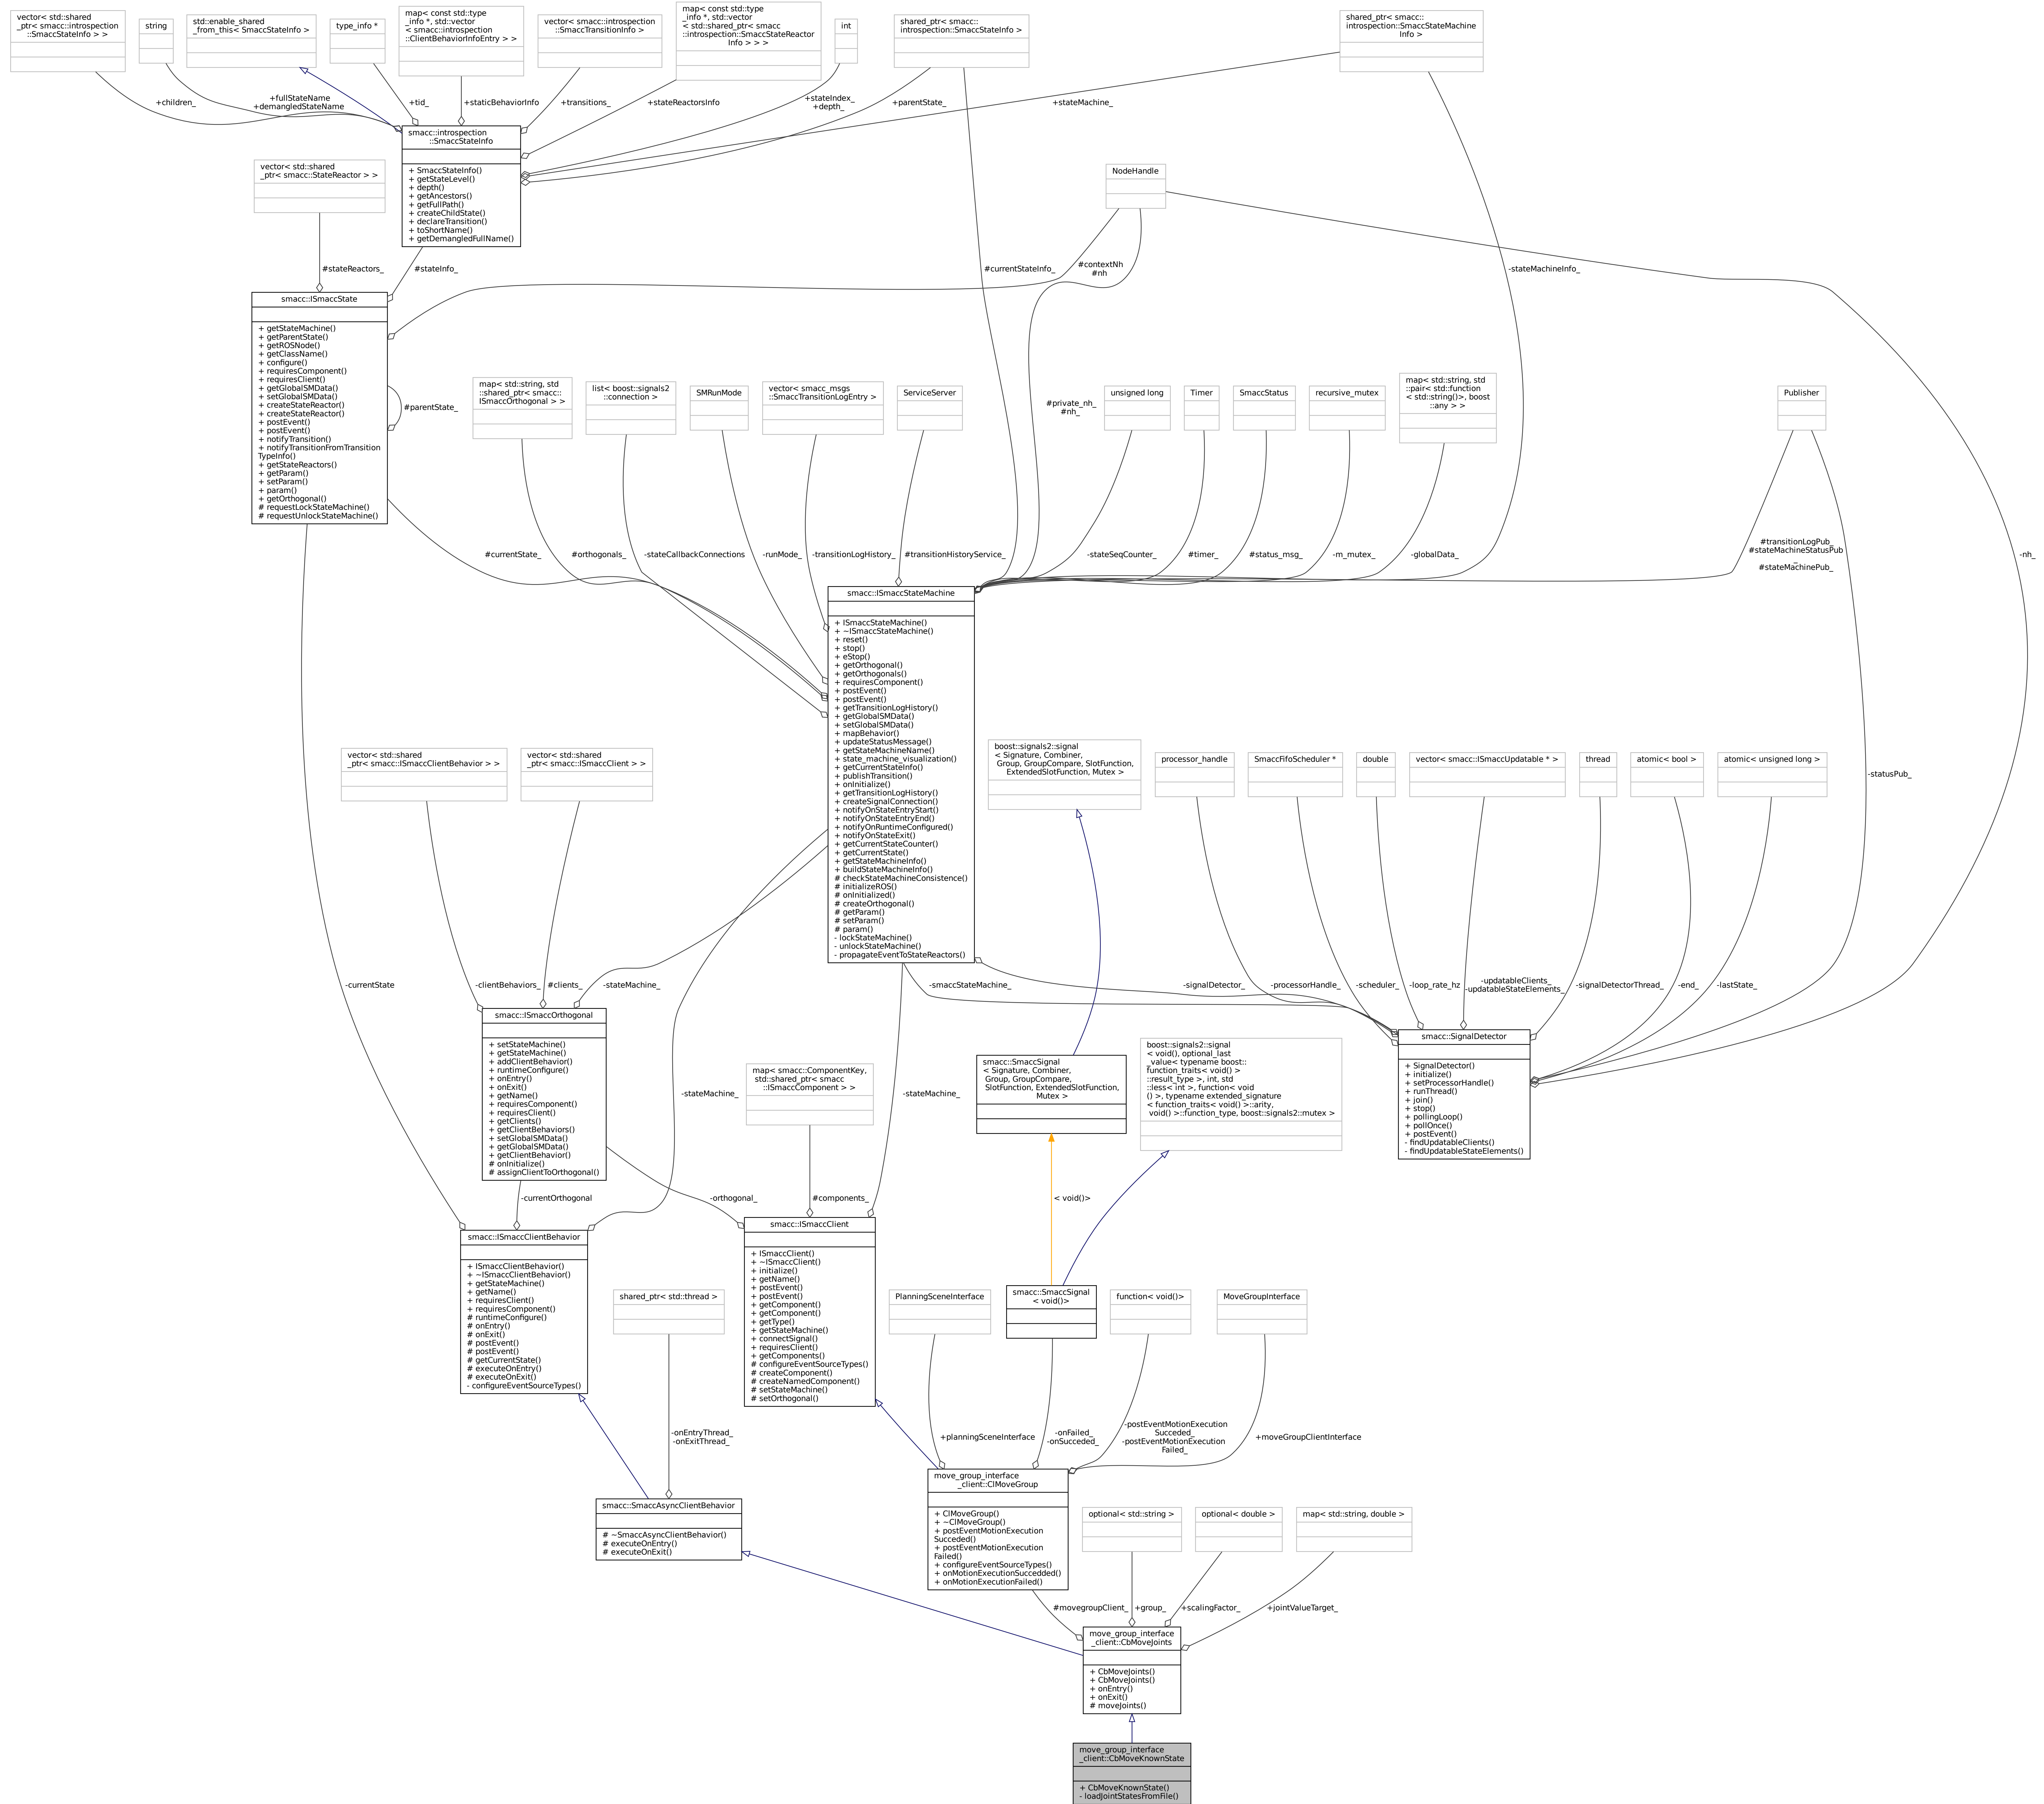 vector< std::shared
_ptr< smacc::introspection
::SmaccStateInfo > >
string
std::enable_shared
_from_this< SmaccStateInfo >
type_info *
map< const std::type
_info *, std::vector
< smacc::introspection
::ClientBehaviorInfoEntry > >
vector< smacc::introspection
::SmaccTransitionInfo >
map< const std::type
_info *, std::vector
< std::shared_ptr< smacc
::introspection::SmaccStateReactor
Info > > >
int
shared_ptr< smacc::
introspection::SmaccStateInfo >
shared_ptr< smacc::
introspection::SmaccStateMachine
Info >
+children_
+fullStateName
+demangledStateName
+tid_
+staticBehaviorInfo
+transitions_
+stateReactorsInfo
+stateIndex_
+depth_
+parentState_
+stateMachine_
smacc::introspection
::SmaccStateInfo
+ SmaccStateInfo()
+ getStateLevel()
+ depth()
+ getAncestors()
+ getFullPath()
+ createChildState()
+ declareTransition()
+ toShortName()
+ getDemangledFullName()
vector< std::shared
_ptr< smacc::StateReactor > >
NodeHandle
#stateReactors_
#stateInfo_
#currentStateInfo_
#contextNh
#nh
-stateMachineInfo_
smacc::ISmaccState
+ getStateMachine()
+ getParentState()
+ getROSNode()
+ getClassName()
+ configure()
+ requiresComponent()
+ requiresClient()
+ getGlobalSMData()
+ setGlobalSMData()
+ createStateReactor()
+ createStateReactor()
+ postEvent()
+ postEvent()
+ notifyTransition()
+ notifyTransitionFromTransition
TypeInfo()
+ getStateReactors()
+ getParam()
+ setParam()
+ param()
+ getOrthogonal()
# requestLockStateMachine()
# requestUnlockStateMachine()
#parentState_
map< std::string, std
::shared_ptr< smacc::
ISmaccOrthogonal > >
list< boost::signals2
::connection >
SMRunMode
vector< smacc_msgs
::SmaccTransitionLogEntry >
ServiceServer
#private_nh_
#nh_
unsigned long
Timer
SmaccStatus
recursive_mutex
map< std::string, std
::pair< std::function
< std::string()>, boost
::any > >
Publisher
#currentState_
#orthogonals_
-stateCallbackConnections
-runMode_
-transitionLogHistory_
#transitionHistoryService_
-stateSeqCounter_
#timer_
#status_msg_
-m_mutex_
-globalData_
#transitionLogPub_
#stateMachineStatusPub
_
#stateMachinePub_
-nh_
smacc::ISmaccStateMachine
+ ISmaccStateMachine()
+ ~ISmaccStateMachine()
+ reset()
+ stop()
+ eStop()
+ getOrthogonal()
+ getOrthogonals()
+ requiresComponent()
+ postEvent()
+ postEvent()
+ getTransitionLogHistory()
+ getGlobalSMData()
+ setGlobalSMData()
+ mapBehavior()
+ updateStatusMessage()
+ getStateMachineName()
+ state_machine_visualization()
+ getCurrentStateInfo()
+ publishTransition()
+ onInitialize()
+ getTransitionLogHistory()
+ createSignalConnection()
+ notifyOnStateEntryStart()
+ notifyOnStateEntryEnd()
+ notifyOnRuntimeConfigured()
+ notifyOnStateExit()
+ getCurrentStateCounter()
+ getCurrentState()
+ getStateMachineInfo()
+ buildStateMachineInfo()
# checkStateMachineConsistence()
# initializeROS()
# onInitialized()
# createOrthogonal()
# getParam()
# setParam()
# param()
- lockStateMachine()
- unlockStateMachine()
- propagateEventToStateReactors()
vector< std::shared
_ptr< smacc::ISmaccClientBehavior > >
vector< std::shared
_ptr< smacc::ISmaccClient > >
boost::signals2::signal
< Signature, Combiner,
Group, GroupCompare, SlotFunction,
ExtendedSlotFunction, Mutex >
processor_handle
SmaccFifoScheduler *
double
vector< smacc::ISmaccUpdatable * >
thread
atomic< bool >
atomic< unsigned long >
-statusPub_
-currentState
-clientBehaviors_
#clients_
-stateMachine_
-smaccStateMachine_
-signalDetector_
-processorHandle_
-scheduler_
-loop_rate_hz
-updatableClients_
-updatableStateElements_
-signalDetectorThread_
-end_
-lastState_
smacc::ISmaccOrthogonal
+ setStateMachine()
+ getStateMachine()
+ addClientBehavior()
+ runtimeConfigure()
+ onEntry()
+ onExit()
+ getName()
+ requiresComponent()
+ requiresClient()
+ getClients()
+ getClientBehaviors()
+ setGlobalSMData()
+ getGlobalSMData()
+ getClientBehavior()
# onInitialize()
# assignClientToOrthogonal()
smacc::SignalDetector
+ SignalDetector()
+ initialize()
+ setProcessorHandle()
+ runThread()
+ join()
+ stop()
+ pollingLoop()
+ pollOnce()
+ postEvent()
- findUpdatableClients()
- findUpdatableStateElements()
map< smacc::ComponentKey,
std::shared_ptr< smacc
::ISmaccComponent > >
smacc::SmaccSignal
< Signature, Combiner,
Group, GroupCompare,
SlotFunction, ExtendedSlotFunction,
Mutex >
boost::signals2::signal
< void(), optional_last
_value< typename boost::
function_traits< void() >
::result_type >, int, std
::less< int >, function< void
() >, typename extended_signature
< function_traits< void() >::arity,
void() >::function_type, boost::signals2::mutex >
-stateMachine_
-stateMachine_
-currentOrthogonal
-orthogonal_
#components_
< void()>
smacc::ISmaccClientBehavior
+ ISmaccClientBehavior()
+ ~ISmaccClientBehavior()
+ getStateMachine()
+ getName()
+ requiresClient()
+ requiresComponent()
# runtimeConfigure()
# onEntry()
# onExit()
# postEvent()
# postEvent()
# getCurrentState()
# executeOnEntry()
# executeOnExit()
- configureEventSourceTypes()
smacc::ISmaccClient
+ ISmaccClient()
+ ~ISmaccClient()
+ initialize()
+ getName()
+ postEvent()
+ postEvent()
+ getComponent()
+ getComponent()
+ getType()
+ getStateMachine()
+ connectSignal()
+ requiresClient()
+ getComponents()
# configureEventSourceTypes()
# createComponent()
# createNamedComponent()
# setStateMachine()
# setOrthogonal()
shared_ptr< std::thread >
PlanningSceneInterface
smacc::SmaccSignal
< void()>
function< void()>
MoveGroupInterface
-onEntryThread_
-onExitThread_
+planningSceneInterface
-onFailed_
-onSucceded_
-postEventMotionExecution
Succeded_
-postEventMotionExecution
Failed_
+moveGroupClientInterface
smacc::SmaccAsyncClientBehavior
# ~SmaccAsyncClientBehavior()
# executeOnEntry()
# executeOnExit()
move_group_interface
_client::ClMoveGroup
+ ClMoveGroup()
+ ~ClMoveGroup()
+ postEventMotionExecution
Succeded()
+ postEventMotionExecution
Failed()
+ configureEventSourceTypes()
+ onMotionExecutionSuccedded()
+ onMotionExecutionFailed()
optional< std::string >
optional< double >
map< std::string, double >
#movegroupClient_
+group_
+scalingFactor_
+jointValueTarget_
move_group_interface
_client::CbMoveJoints
+ CbMoveJoints()
+ CbMoveJoints()
+ onEntry()
+ onExit()
# moveJoints()
move_group_interface
_client::CbMoveKnownState
+ CbMoveKnownState()
- loadJointStatesFromFile()